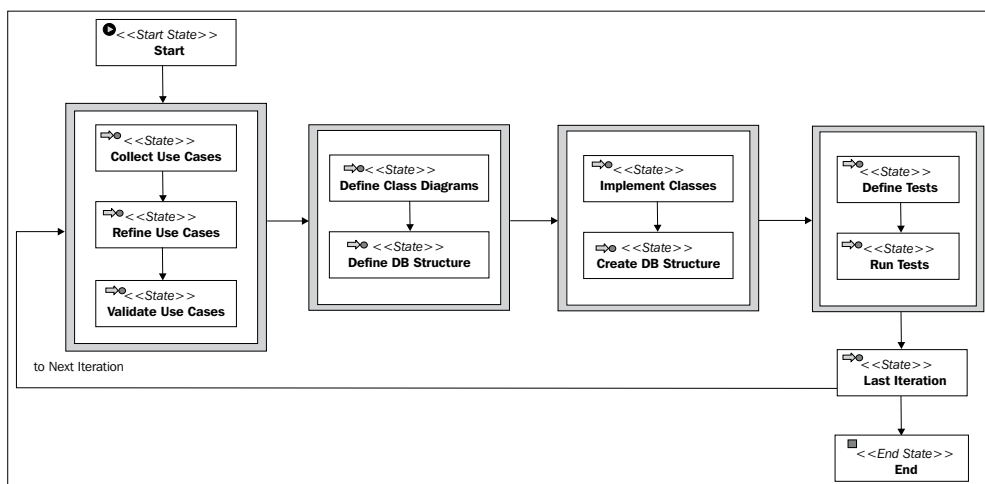 <<Start State>>
Start
<<State>>
Collect Use Cases
<<State>>
Refine Use Cases
<<State>>
Validate Use Cases
<<State>>
Define Class Diagrams
<<State>>
Define DB Structure
<<State>>
Implement Classes
<<State>>
Create DB Structure
<<State>>
Define Tests
<<State>>
Run Tests
to Next Iteration
<<State>>
Last Iteration
<<End State>>
End